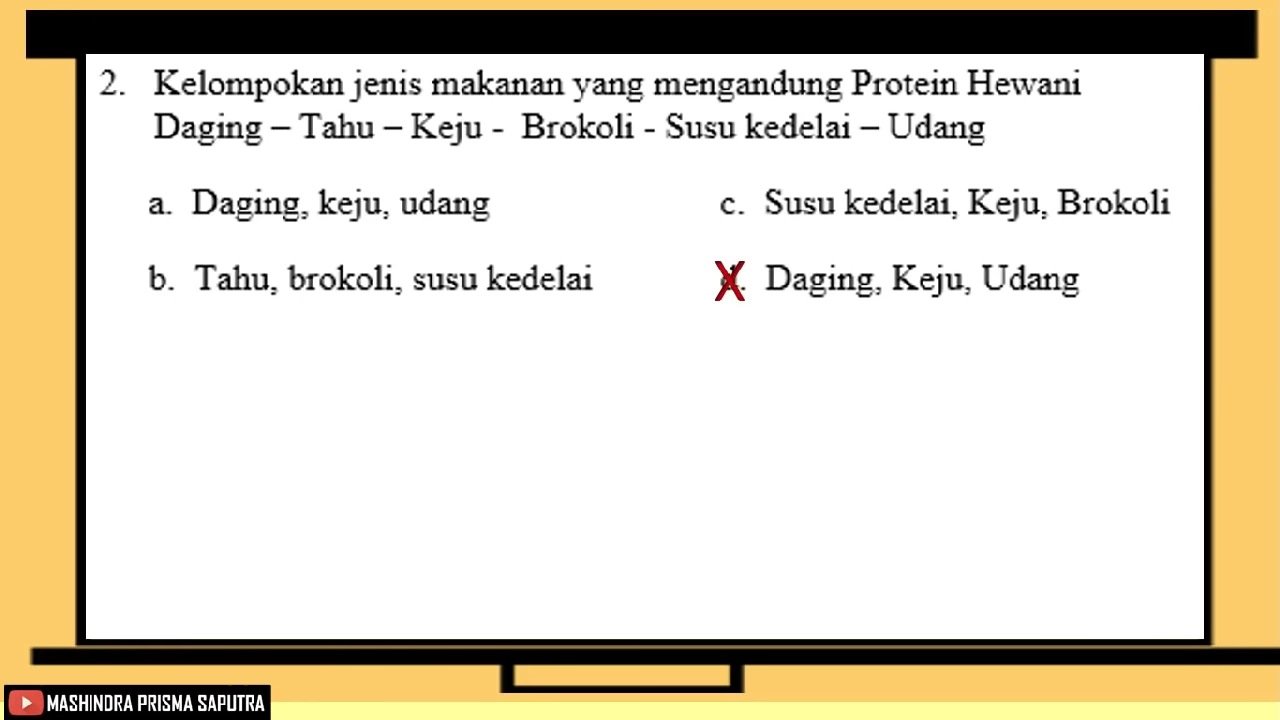 2. Kelompokan jenis makanan yang mengandung Protein Hewani
Daging – Tahu – Keju - Brokoli - Susu kedelai – Udang
a. Daging, keju, udang
c. Susu kedelai, Keju, Brokoli
b. Tahu, brokoli, susu kedelai
d. Daging, Keju, Udang
MASHINDRA PRISMA SAPUTRA